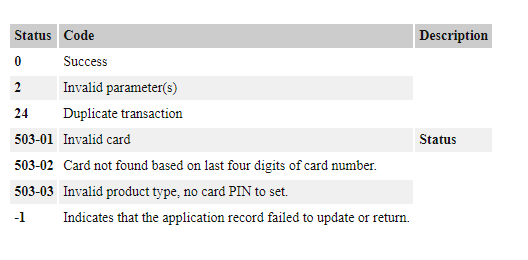 Status Code Description
0 Success
2 Invalid parameter(s)
24 Duplicate transaction
503-01 Invalid card Status
503-02 Card not found based on last four digits of card number.
503-03 Invalid product type, no card PIN to set.
-1 Indicates that the application record failed to update or return.